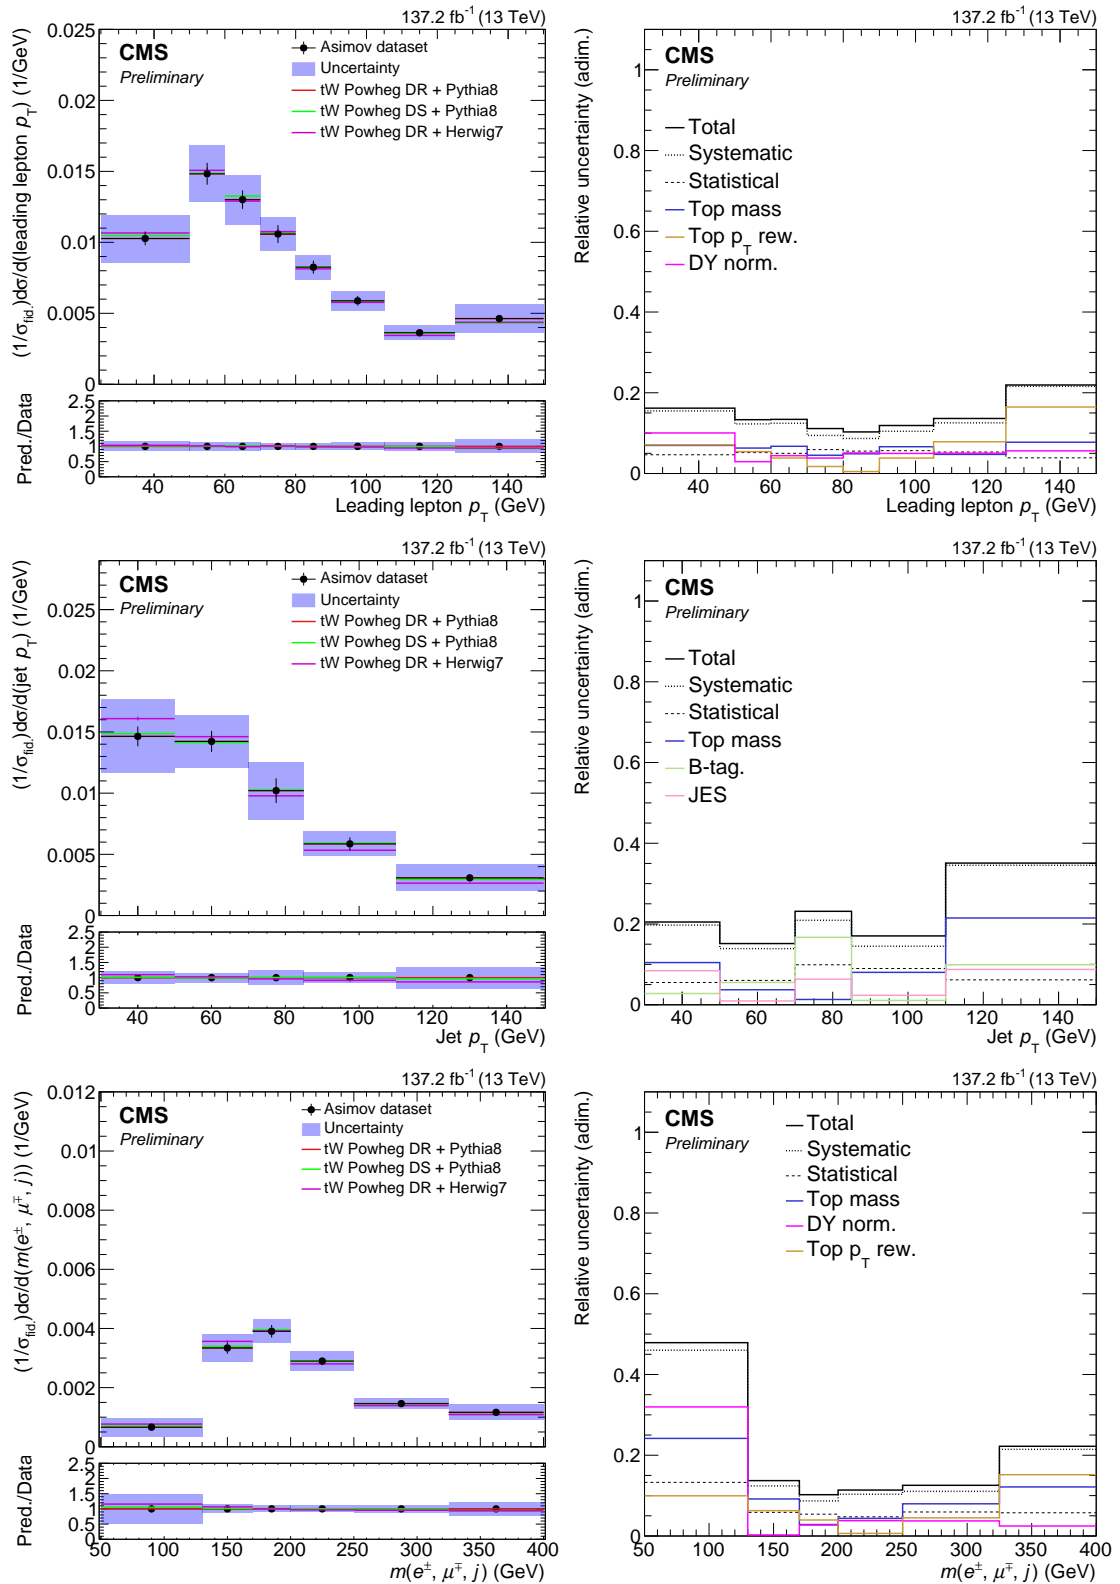 137.2 fb⁻¹ (13 TeV)
(1/σfid.)dσ/d(leading lepton pT) (1/GeV)
0.025
0.02
0.015
0.01
0.005
0
CMS
Preliminary
Asimov dataset
Uncertainty
tW Powheg DR + Pythia8
tW Powheg DS + Pythia8
tW Powheg DR + Herwig7
Pred./Data
2.5
2
1.5
1
0.5
40 60 80 100 120 140
Leading lepton pT (GeV)
137.2 fb⁻¹ (13 TeV)
Relative uncertainty (adim.)
1
0.8
0.6
0.4
0.2
0
CMS
Preliminary
Total
Systematic
Statistical
Top mass
Top pT rew.
DY norm.
40 60 80 100 120 140
Leading lepton pT (GeV)
137.2 fb⁻¹ (13 TeV)
(1/σfid.)dσ/d(jet pT) (1/GeV)
0.025
0.02
0.015
0.01
0.005
0
CMS
Preliminary
Asimov dataset
Uncertainty
tW Powheg DR + Pythia8
tW Powheg DS + Pythia8
tW Powheg DR + Herwig7
Pred./Data
2.5
2
1.5
1
0.5
40 60 80 100 120 140
Jet pT (GeV)
137.2 fb⁻¹ (13 TeV)
Relative uncertainty (adim.)
1
0.8
0.6
0.4
0.2
0
CMS
Preliminary
Total
Systematic
Statistical
Top mass
B-tag.
JES
40 60 80 100 120 140
Jet pT (GeV)
137.2 fb⁻¹ (13 TeV)
(1/σfid.)dσ/d(m(e±, μ∓, j)) (1/GeV)
0.012
0.01
0.008
0.006
0.004
0.002
0
CMS
Preliminary
Asimov dataset
Uncertainty
tW Powheg DR + Pythia8
tW Powheg DS + Pythia8
tW Powheg DR + Herwig7
Pred./Data
2.5
2
1.5
1
0.5
50 100 150 200 250 300 350 400
m(e±, μ∓, j) (GeV)
137.2 fb⁻¹ (13 TeV)
Relative uncertainty (adim.)
1
0.8
0.6
0.4
0.2
0
CMS
Preliminary
Total
Systematic
Statistical
Top mass
DY norm.
Top pT rew.
50 100 150 200 250 300 350 400
m(e±, μ∓, j) (GeV)